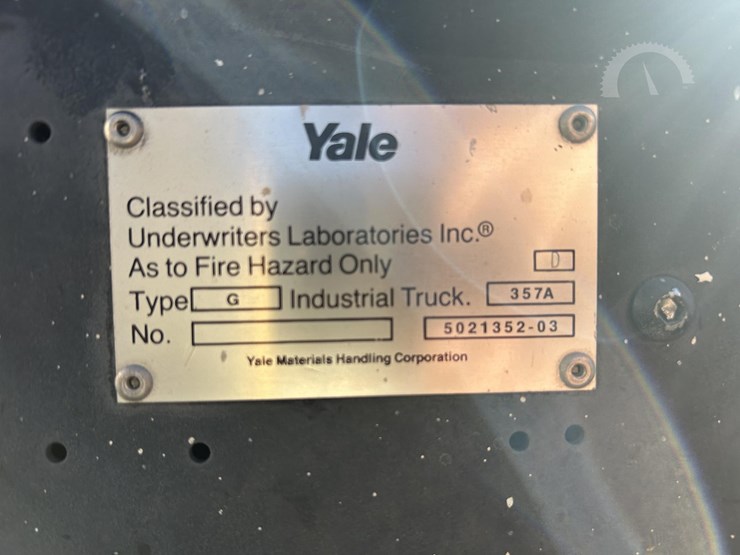 Yale
Classified by
Underwriters Laboratories Inc.®
As to Fire Hazard Only D
Type G Industrial Truck. 357A
No. 5021352-03
Yale Materials Handling Corporation